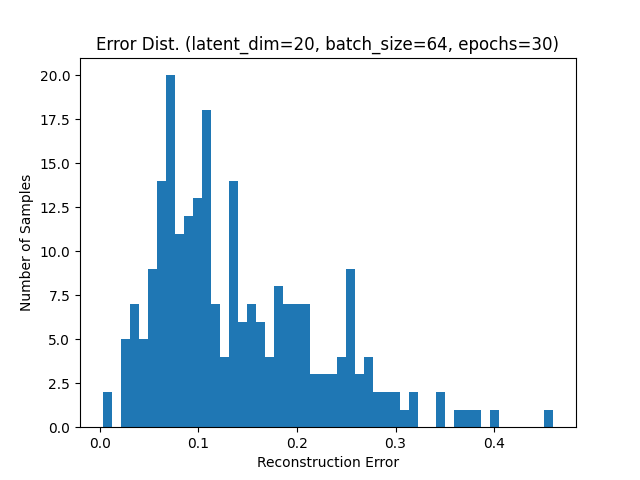 Error Dist. (latent_dim=20, batch_size=64, epochs=30)
20.0
17.5
15.0
12.5
10.0
7.5
5.0
2.5
0.0
Number of Samples
0.0 0.1 0.2 0.3 0.4
Reconstruction Error